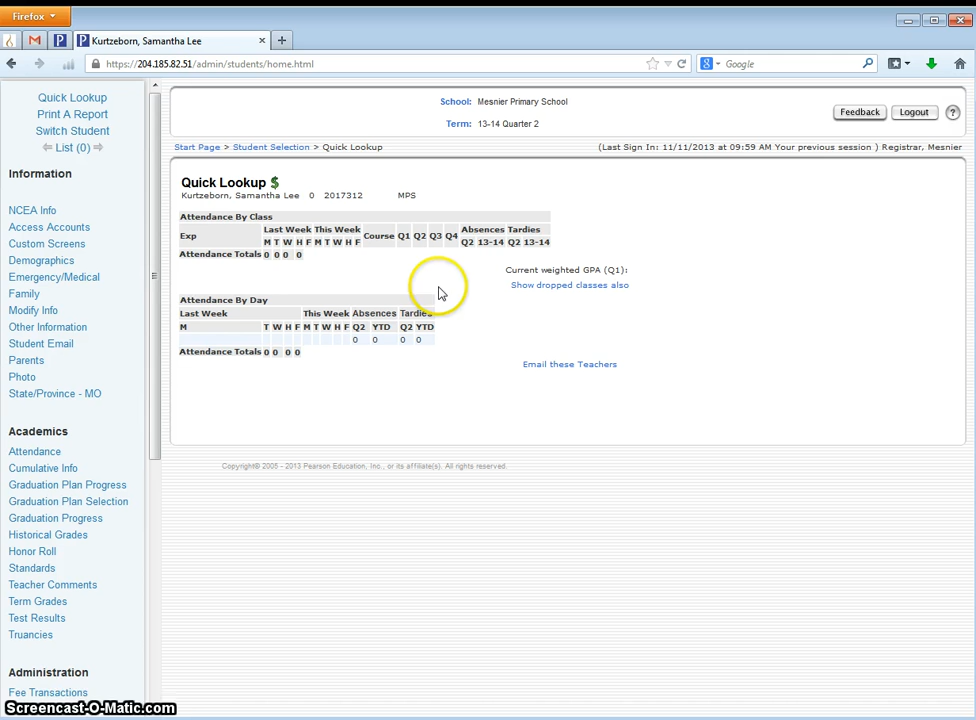 Firefox
Kurtzeborn, Samantha Lee
https://204.185.82.51/admin/students/home.html
Google
Quick Lookup
Print A Report
Switch Student
List (0)
Information
NCEA Info
Access Accounts
Custom Screens
Demographics
Emergency/Medical
Family
Modify Info
Other Information
Student Email
Parents
Photo
State/Province - MO
Academics
Attendance
Cumulative Info
Graduation Plan Progress
Graduation Plan Selection
Graduation Progress
Historical Grades
Honor Roll
Standards
Teacher Comments
Term Grades
Test Results
Truancies
Administration
Fee Transactions
School: Mesnier Primary School
Term: 13-14 Quarter 2
Feedback Logout ?
Start Page > Student Selection > Quick Lookup (Last Sign In: 11/11/2013 at 09:59 AM Your previous session ) Registrar, Mesnier
Quick Lookup $
Kurtzeborn, Samantha Lee 0 2017312 MPS
Attendance By Class
Exp Last Week This Week Course Q1 Q2 Q3 Q4 Absences Tardies
M T W H F M T W H F Q2 13-14 Q2 13-14
Attendance Totals 0 0 0 0
Current weighted GPA (Q1):
Show dropped classes also
Attendance By Day
Last Week This Week Absences Tardies
M T W H F M T W H F Q2 YTD Q2 YTD
0 0 0 0
Attendance Totals 0 0 0 0
Email these Teachers
Copyright© 2005 - 2013 Pearson Education, Inc., or its affiliate(s). All rights reserved.
Screencast-O-Matic.com